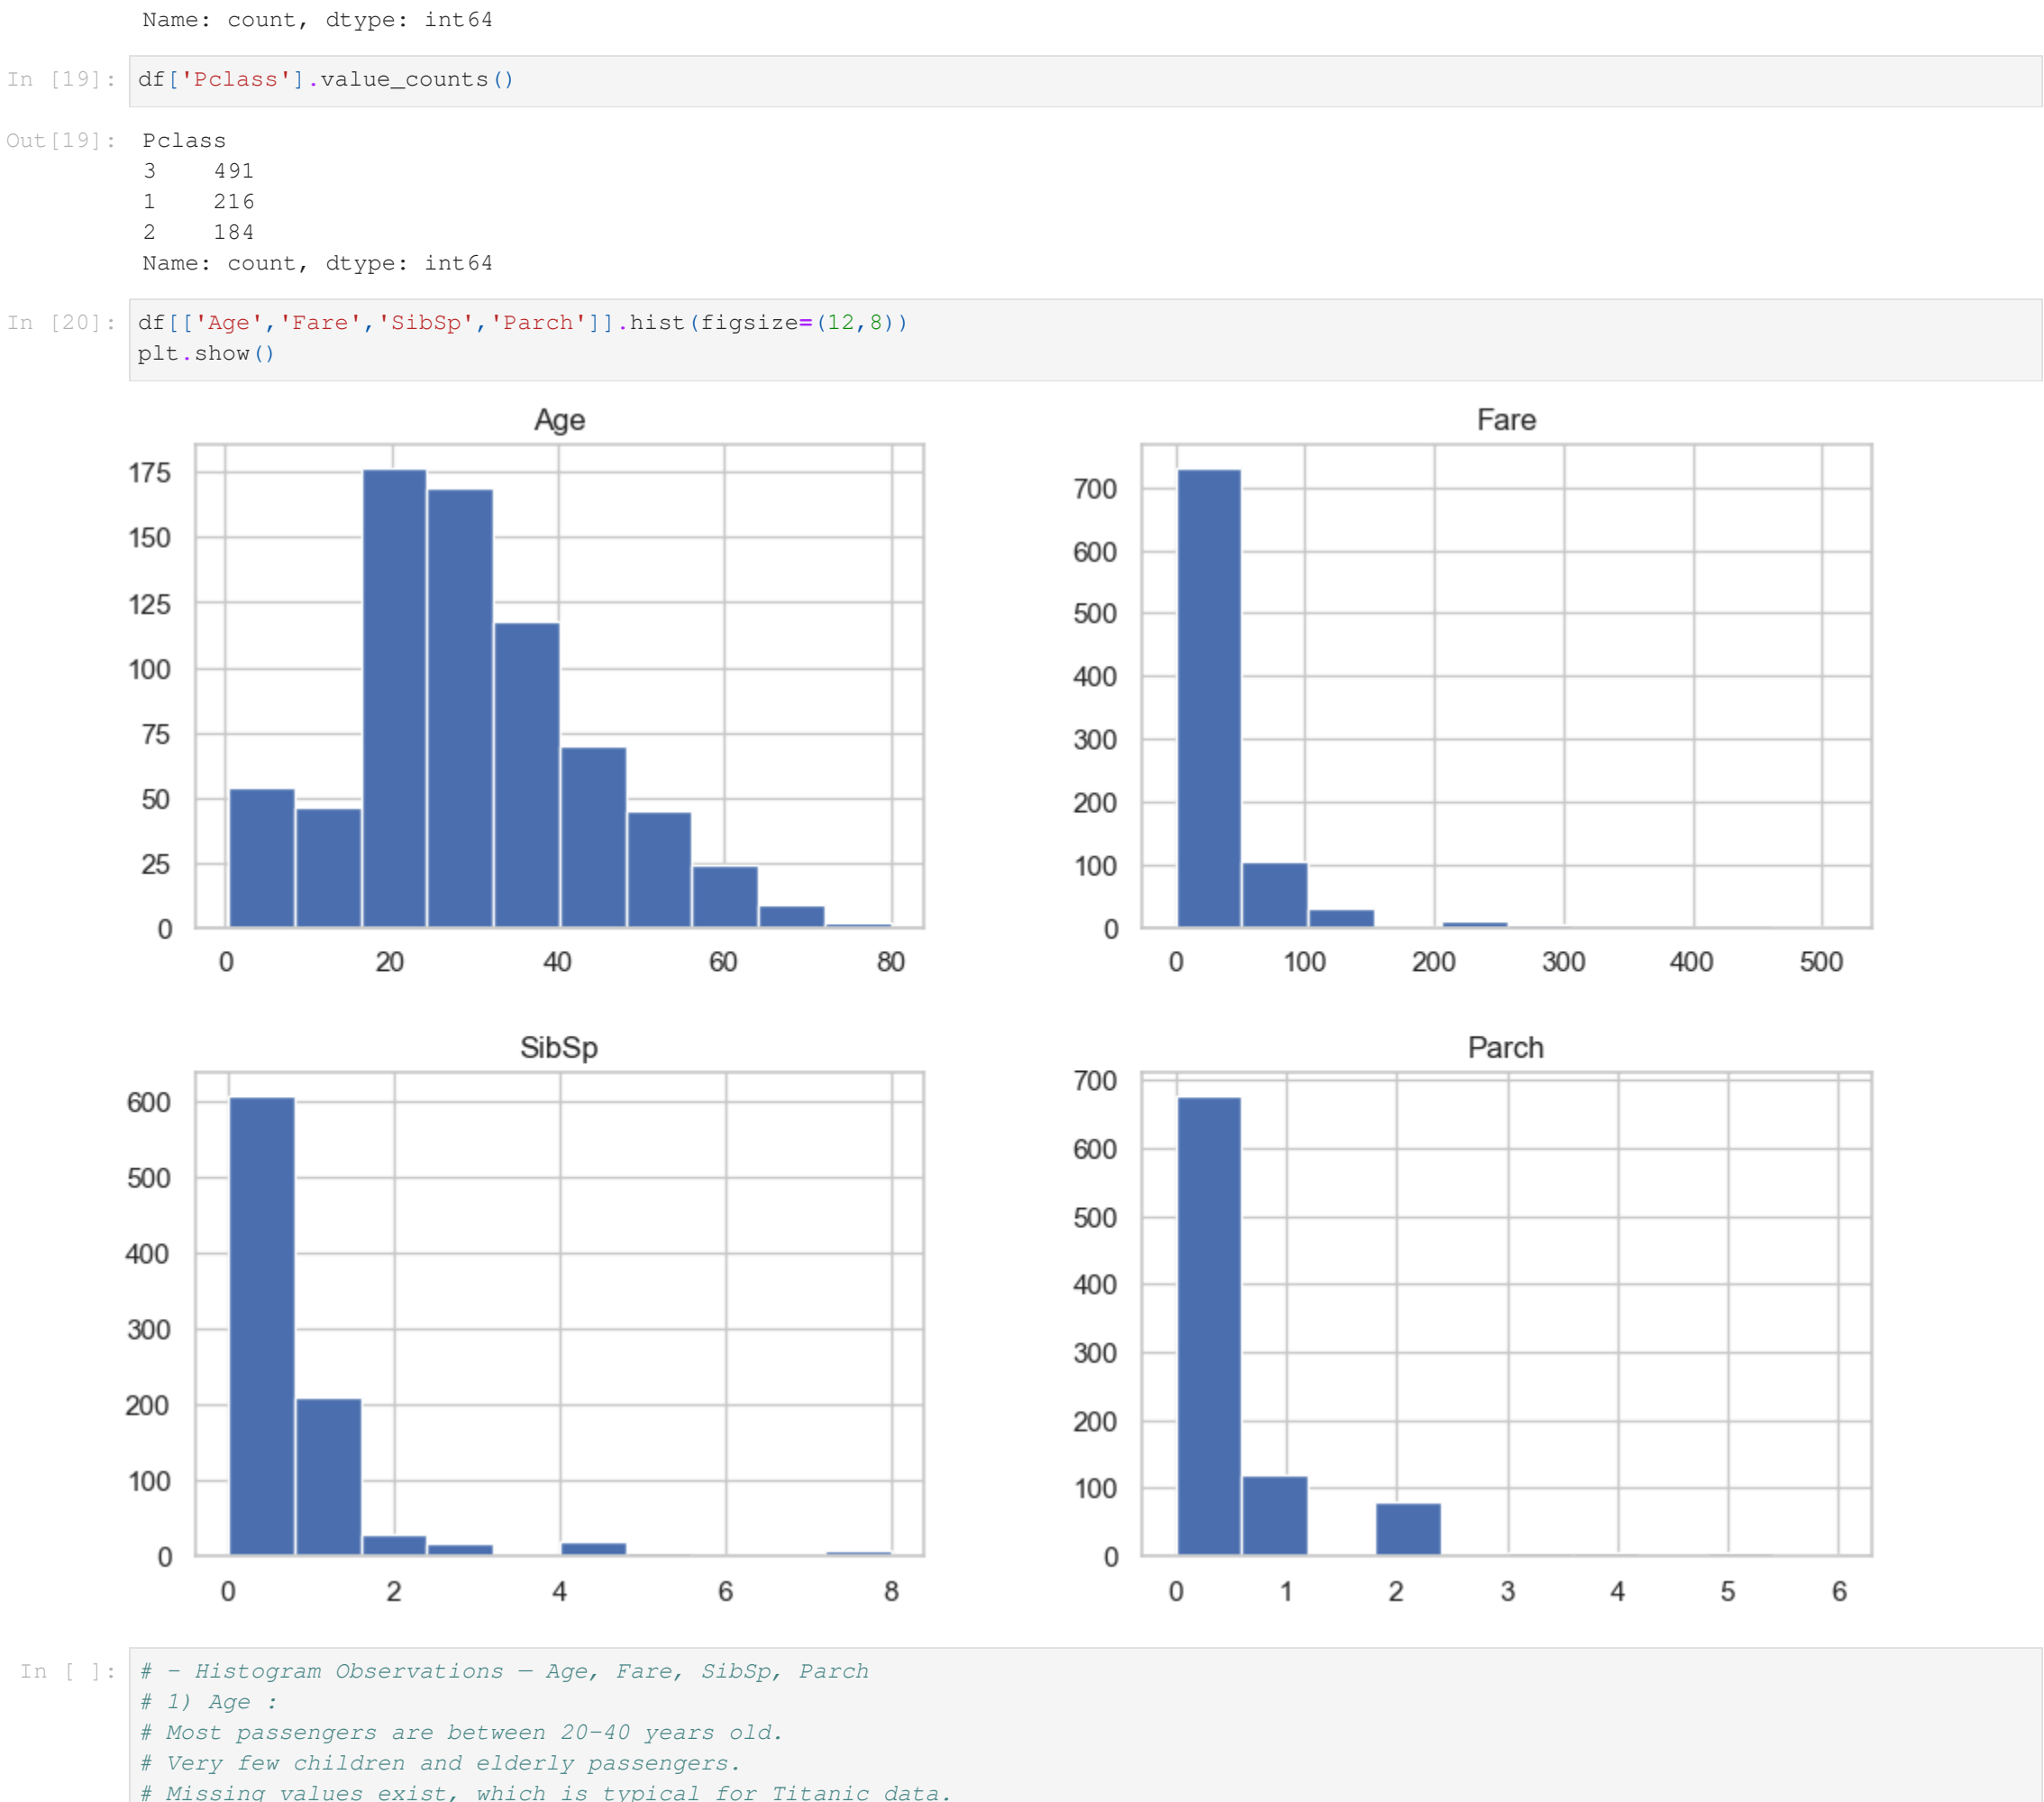 Name: count, dtype: int64
In [19]: df['Pclass'].value_counts()
Out[19]: Pclass
3    491
1    216
2    184
Name: count, dtype: int64
In [20]: df[['Age','Fare','SibSp','Parch']].hist(figsize=(12,8))
plt.show()
Age
175
150
125
100
75
50
25
0
0 20 40 60 80
Fare
700
600
500
400
300
200
100
0
0 100 200 300 400 500
SibSp
600
500
400
300
200
100
0
0 2 4 6 8
Parch
700
600
500
400
300
200
100
0
0 1 2 3 4 5 6
In [ ]: # - Histogram Observations — Age, Fare, SibSp, Parch
# 1) Age :
# Most passengers are between 20–40 years old.
# Very few children and elderly passengers.
# Missing values exist, which is typical for Titanic data.